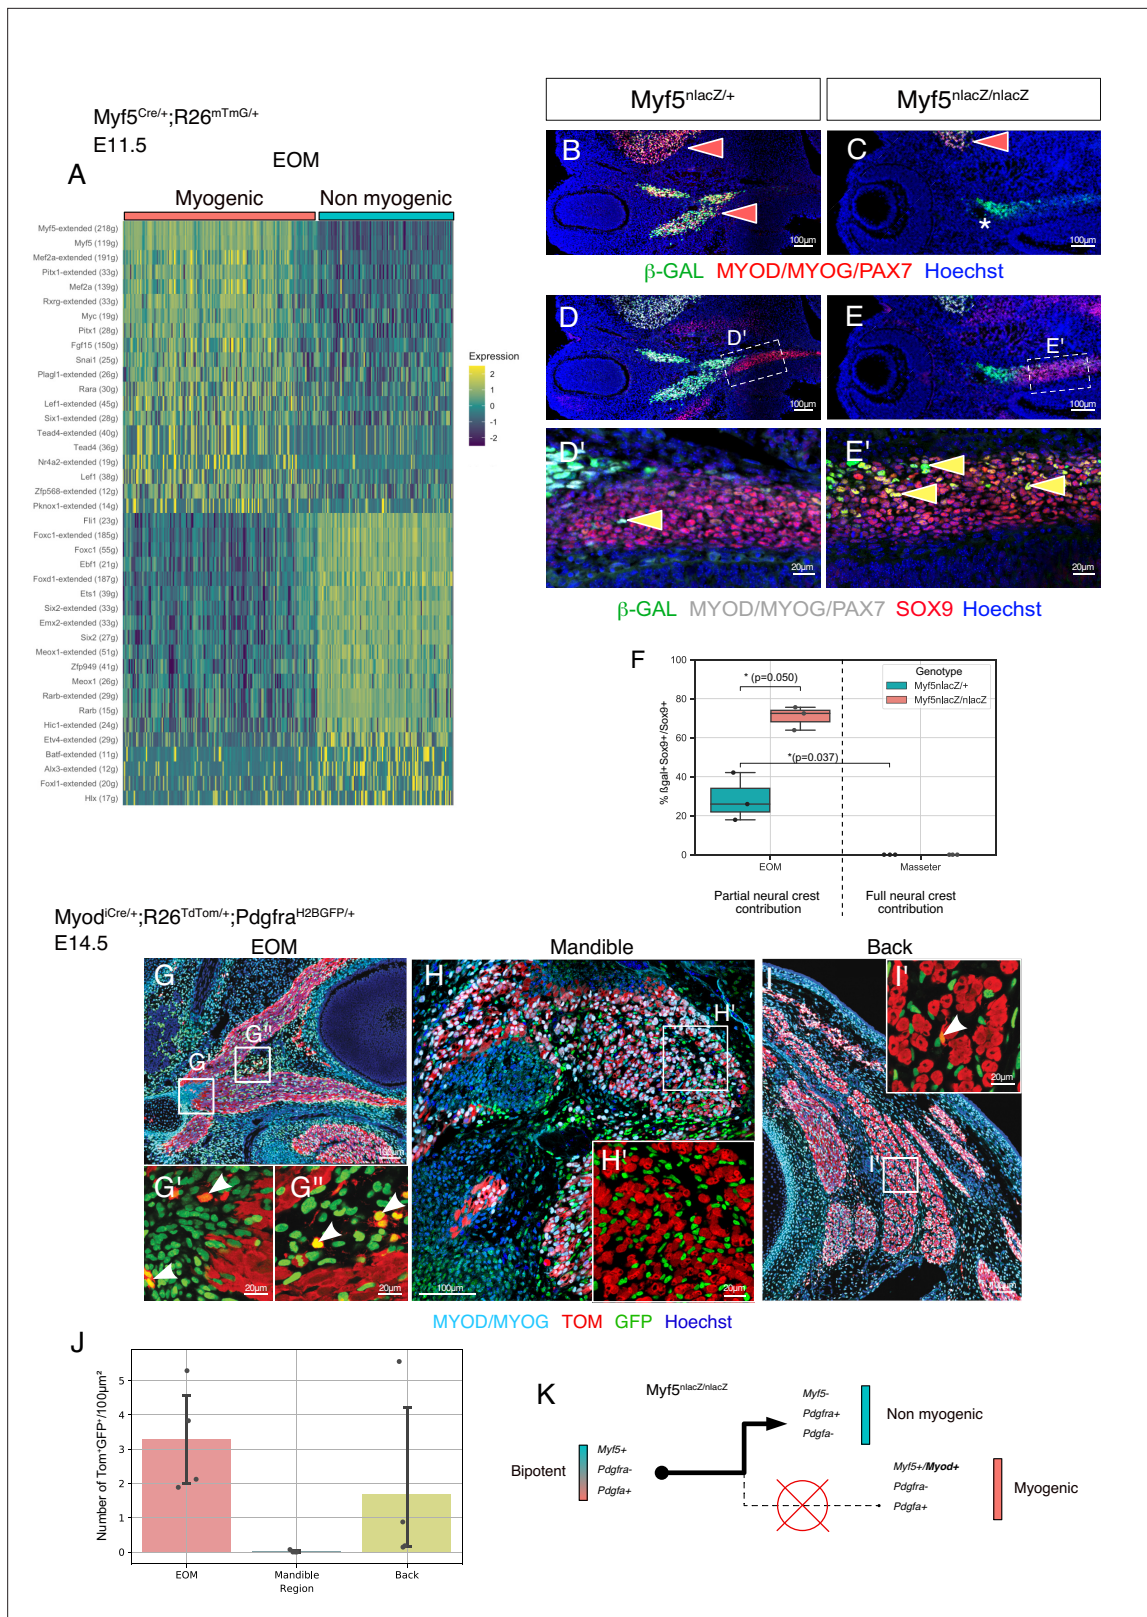 Myf5Cre/+;R26mTmG/+
E11.5
EOM
A
Myogenic
Non myogenic
Myf5-extended (218g)
Myf5 (119g)
Mef2a-extended (191g)
Pitx1-extended (33g)
Mef2a (139g)
Rxrg-extended (33g)
Myc (19g)
Pitx1 (28g)
Fgf15 (150g)
Snai1 (25g)
Plagl1-extended (26g)
Rara (30g)
Lef1-extended (45g)
Six1-extended (28g)
Tead4-extended (40g)
Tead4 (36g)
Nr4a2-extended (19g)
Lef1 (38g)
Zfp568-extended (12g)
Pknox1-extended (14g)
Fli1 (23g)
Foxc1-extended (185g)
Foxc1 (55g)
Ebf1 (21g)
Foxd1-extended (187g)
Ets1 (39g)
Six2-extended (33g)
Emx2-extended (33g)
Six2 (27g)
Meox1-extended (51g)
Zfp949 (41g)
Meox1 (26g)
Rarb-extended (29g)
Rarb (15g)
Hic1-extended (24g)
Etv4-extended (29g)
Batf-extended (11g)
Alx3-extended (12g)
Foxl1-extended (20g)
Hlx (17g)
Expression
2
1
0
-1
-2
Myf5nlacZ/+
Myf5nlacZ/nlacZ
B
100µm
C
*
100µm
β-GAL MYOD/MYOG/PAX7 Hoechst
D
D'
100µm
E
E'
100µm
D'
20µm
E'
20µm
β-GAL MYOD/MYOG/PAX7 SOX9 Hoechst
F
% ßgal+Sox9+/Sox9+
100
80
60
40
20
0
* (p=0.050)
*(p=0.037)
Genotype
Myf5nlacZ/+
Myf5nlacZ/nlacZ
EOM
Masseter
Partial neural crest contribution
Full neural crest contribution
MyodiCre/+;R26TdTom/+;PdgfraH2BGFP/+
E14.5
EOM
Mandible
Back
G
G'
G''
100µm
G'
20µm
G''
20µm
H
H'
100µm
H'
20µm
I
I'
I'
20µm
MYOD/MYOG TOM GFP Hoechst
J
Number of Tom+GFP+/100µm²
5
4
3
2
1
0
EOM
Mandible
Region
Back
K
Myf5nlacZ/nlacZ
Bipotent
Myf5+
Pdgfra-
Pdgfa+
Myf5-
Pdgfra+
Pdgfa-
Non myogenic
Myf5+/Myod+
Pdgfra-
Pdgfa+
Myogenic